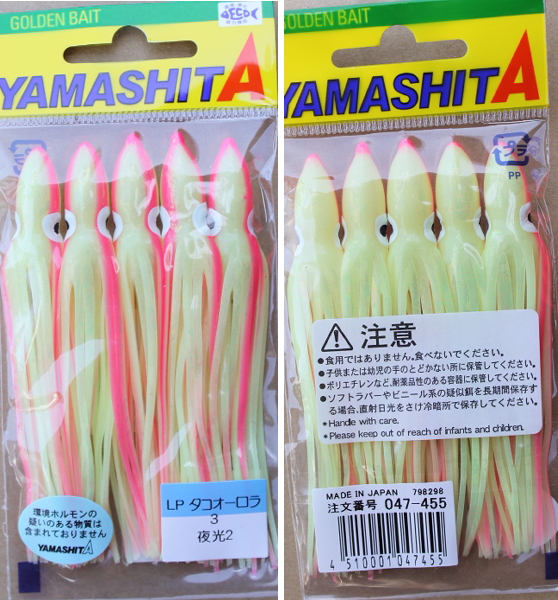 GOLDEN BAIT
ECO
YAMASHITA
プラ
環境ホルモンの
疑いのある物質は
含まれておりません
YAMASHITA
LP タコオーロラ
3
夜光2
GOLDEN BAIT
YAMASHITA
プラ
PP
注意
●食用ではありません。食べないでください。
●子供または幼児の手のとどかない所に保管してください。
●ポリエチレンなど、耐薬品性のある容器に保管してください。
●ソフトラバーやビニール系の疑似餌を長期間保存す
る場合、直射日光をさけ冷暗所で保存してください。
*Handle with care.
*Please keep out of reach of infants and children.
MADE IN JAPAN 798298
注文番号 047-455
4 510001 047455